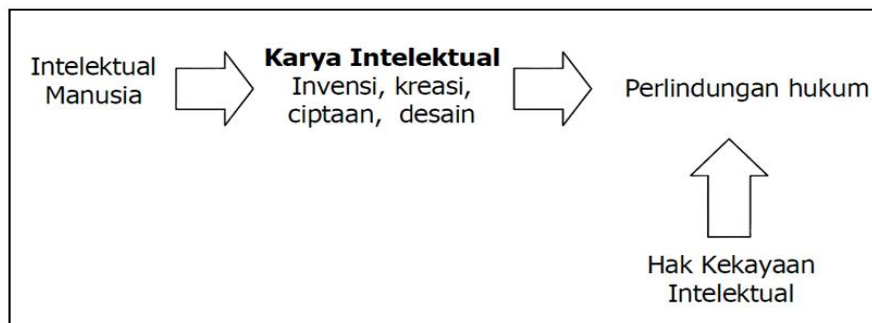 Intelektual
Manusia
Karya Intelektual
Invensi, kreasi,
ciptaan, desain
Perlindungan hukum
Hak Kekayaan
Intelektual